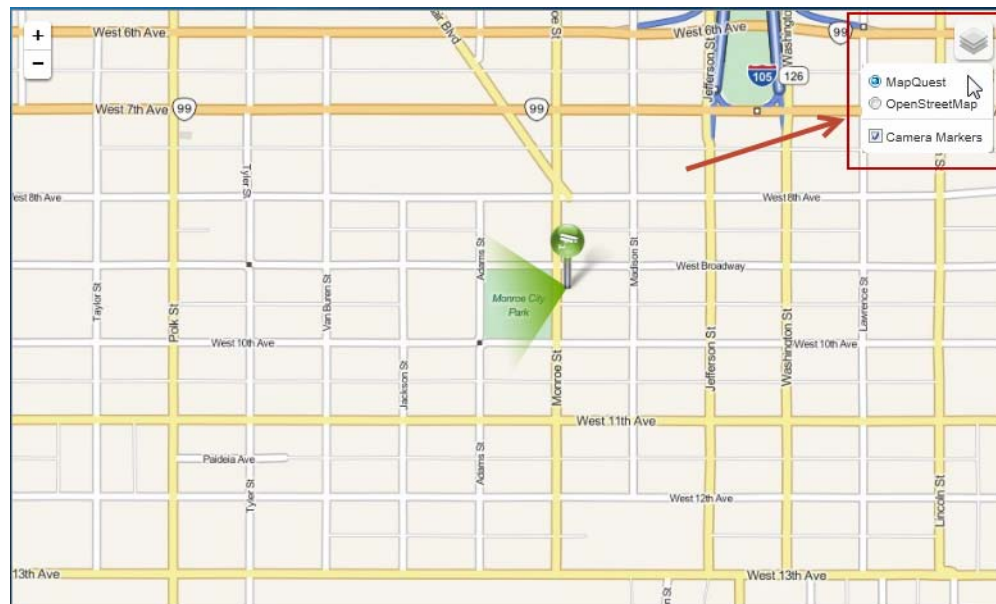 West 6th Ave
West 6th Ave
99
+
−
105
126
Jefferson St
MapQuest
OpenStreetMap
Camera Markers
West 7th Ave
99
99
Tyler St
West 8th Ave
Adams St
Madison St
West Broadway
Monroe City
Park
Taylor St
Van Buren St
Lawrence St
Polk St
West 10th Ave
West 10th Ave
Jackson St
Monroe St
Jefferson St
Washington St
West 11th Ave
Paideia Ave
Adams St
Tyler St
West 12th Ave
Lincoln St
13th Ave
West 13th Ave